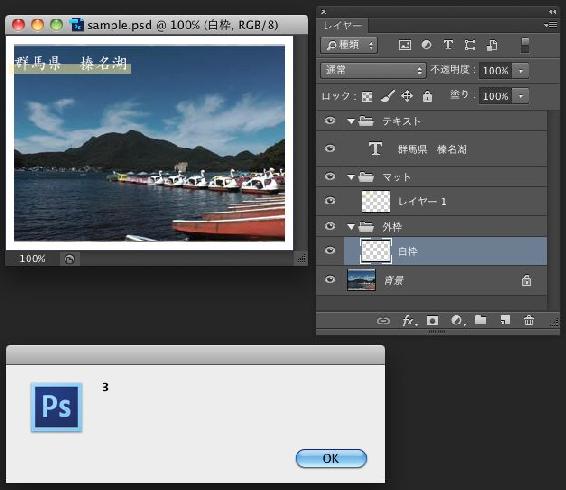 sample.psd @ 100% (白枠, RGB/8)
群馬県　榛名湖
100%
レイヤー
種類
通常
不透明度：
100%
ロック：
塗り：
100%
テキスト
T
群馬県　榛名湖
マット
レイヤー 1
外枠
白枠
背景
fx
Ps
3
OK